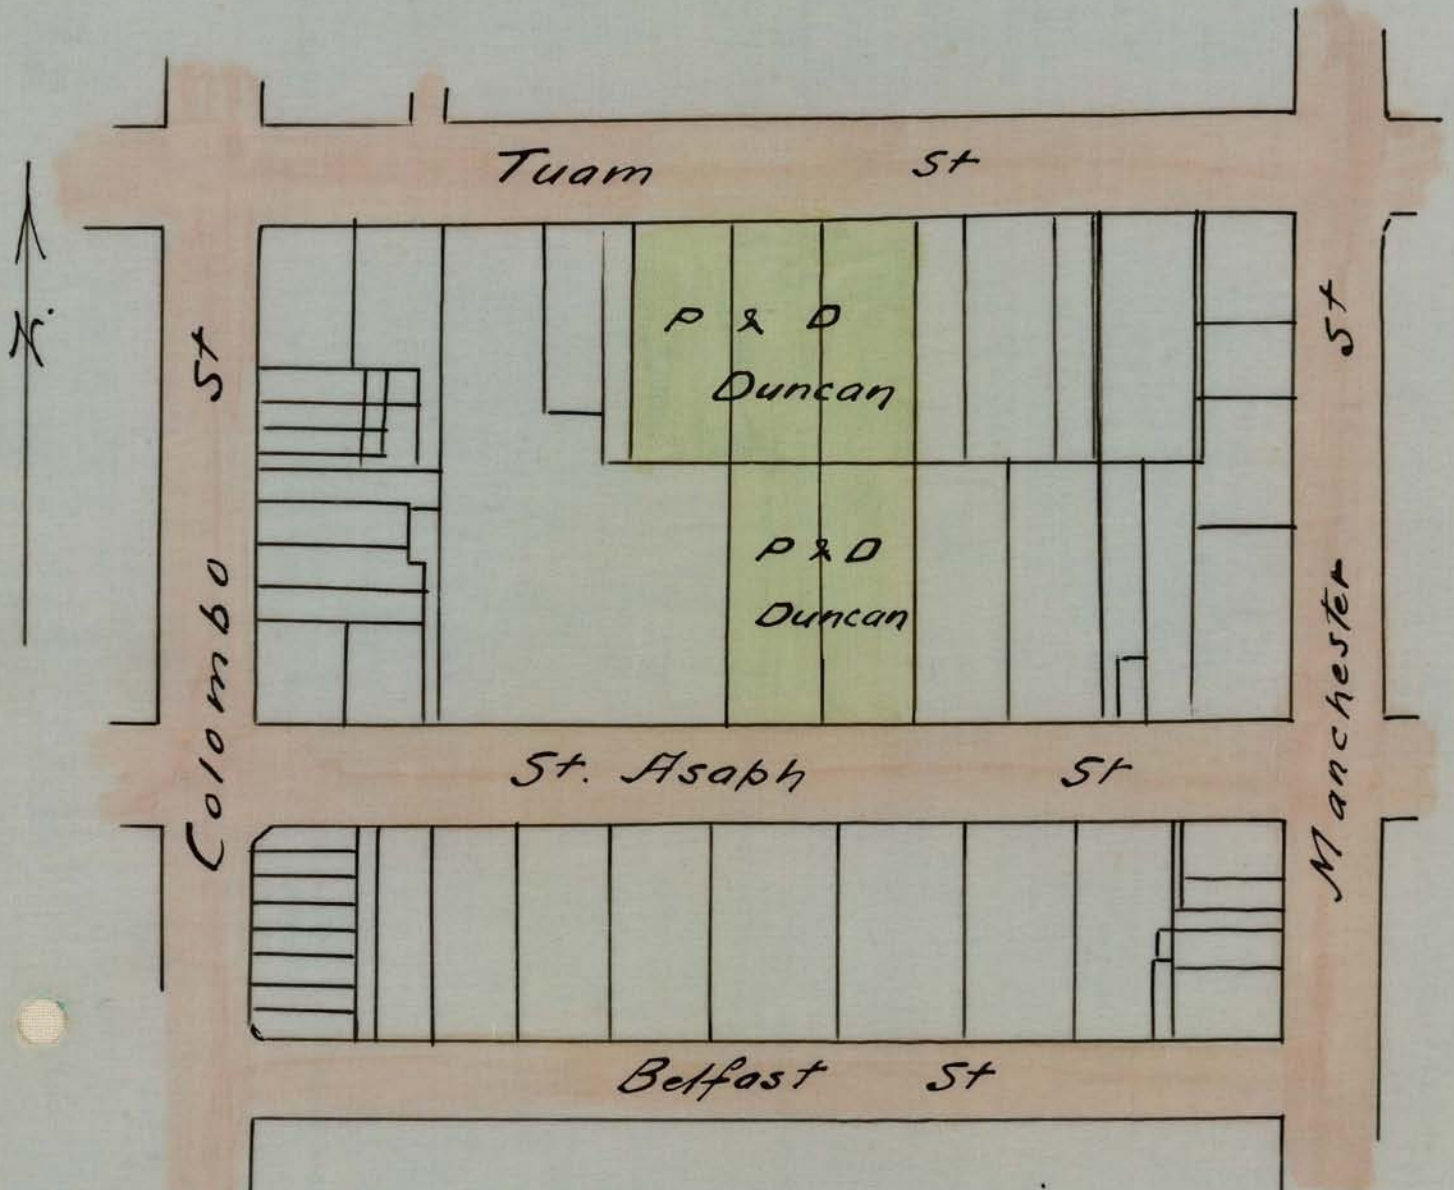 Tuam St
N.
P & D
Duncan
P & D
Duncan
Colombo St
Manchester St
St. Asaph St
Belfast St